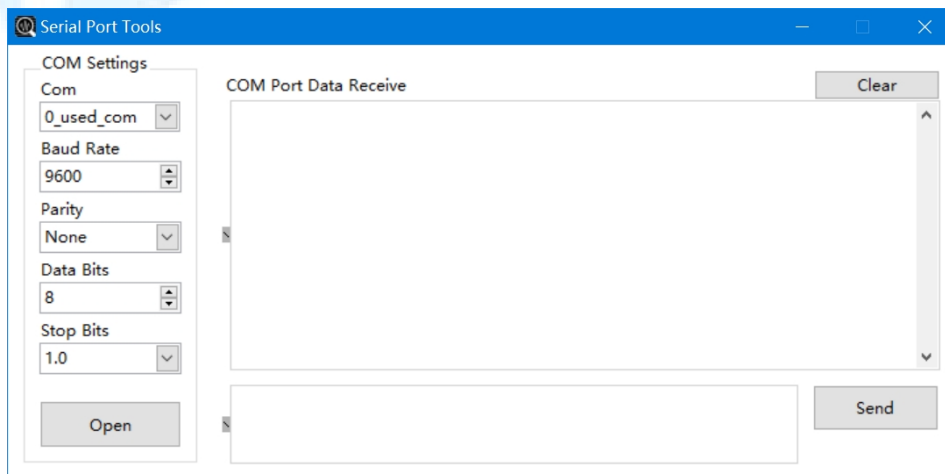 Serial Port Tools
COM Settings
Com
0_used_com
Baud Rate
9600
Parity
None
Data Bits
8
Stop Bits
1.0
Open
COM Port Data Receive
Clear
Send